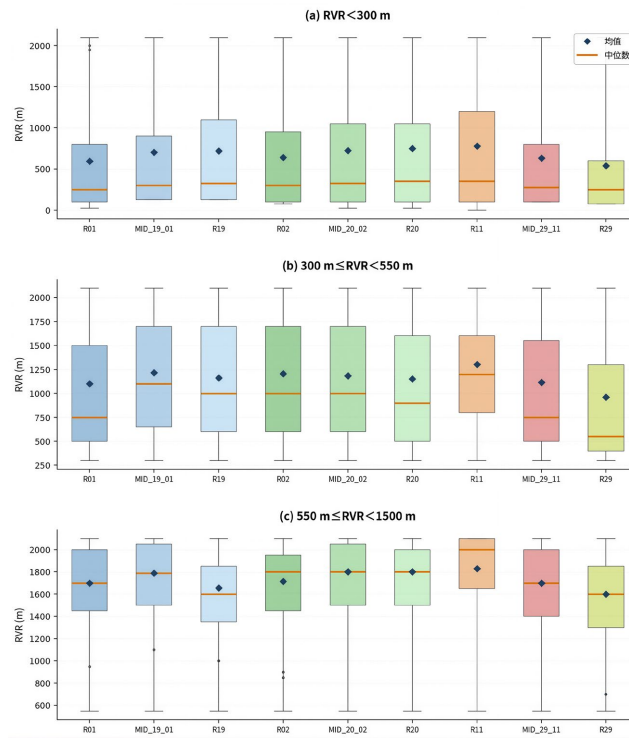 (a) RVR＜300 m
均值
中位数
RVR (m)
2000
1500
1000
500
0
R01 MID_19_01 R19 R02 MID_20_02 R20 R11 MID_29_11 R29
(b) 300 m≤RVR＜550 m
RVR (m)
2000
1750
1500
1250
1000
750
500
250
R01 MID_19_01 R19 R02 MID_20_02 R20 R11 MID_29_11 R29
(c) 550 m≤RVR＜1500 m
RVR (m)
2000
1800
1600
1400
1200
1000
800
600
R01 MID_19_01 R19 R02 MID_20_02 R20 R11 MID_29_11 R29